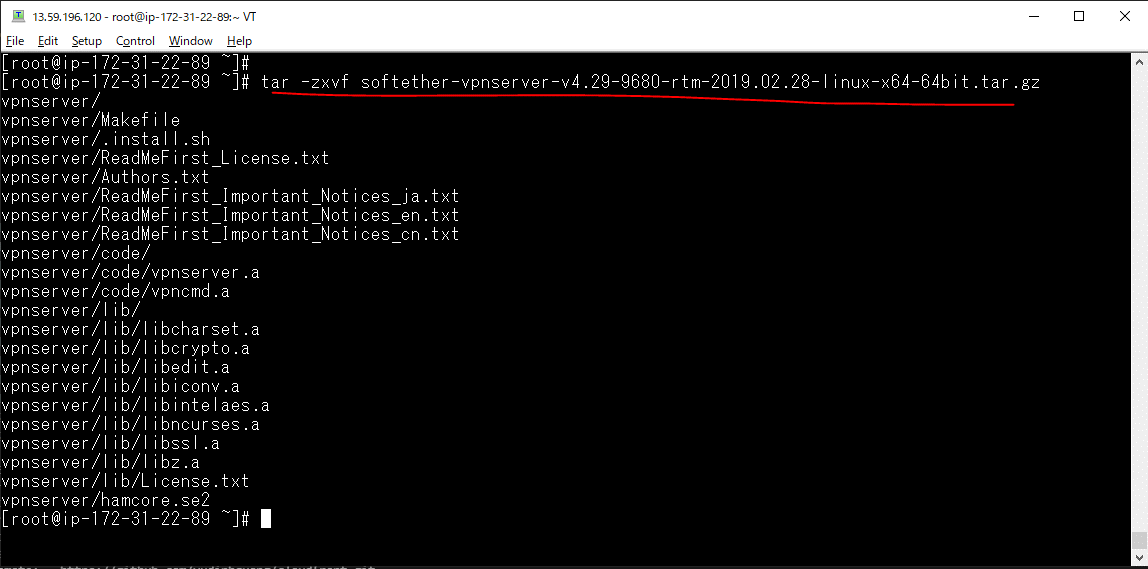 13.59.196.120 - root@ip-172-31-22-89:~ VT
File Edit Setup Control Window Help
[root@ip-172-31-22-89 ~]#
[root@ip-172-31-22-89 ~]# tar -zxvf softether-vpnserver-v4.29-9680-rtm-2019.02.28-linux-x64-64bit.tar.gz
vpnserver/
vpnserver/Makefile
vpnserver/.install.sh
vpnserver/ReadMeFirst_License.txt
vpnserver/Authors.txt
vpnserver/ReadMeFirst_Important_Notices_ja.txt
vpnserver/ReadMeFirst_Important_Notices_en.txt
vpnserver/ReadMeFirst_Important_Notices_cn.txt
vpnserver/code/
vpnserver/code/vpnserver.a
vpnserver/code/vpncmd.a
vpnserver/lib/
vpnserver/lib/libcharset.a
vpnserver/lib/libcrypto.a
vpnserver/lib/libedit.a
vpnserver/lib/libiconv.a
vpnserver/lib/libintelaes.a
vpnserver/lib/libncurses.a
vpnserver/lib/libssl.a
vpnserver/lib/libz.a
vpnserver/lib/License.txt
vpnserver/hamcore.se2
[root@ip-172-31-22-89 ~]#